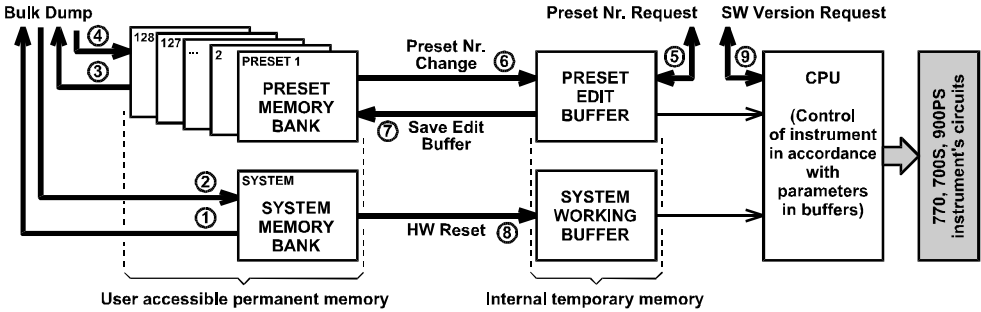 Bulk Dump
Preset Nr. Request
SW Version Request
4
3
128
127
...
2
PRESET 1
PRESET
MEMORY
BANK
Preset Nr.
Change
6
7
Save Edit
Buffer
5
PRESET
EDIT
BUFFER
9
CPU
(Control
of instrument
in accordance
with
parameters
in buffers)
770, 700S, 900PS
instrument's circuits
2
1
SYSTEM
SYSTEM
MEMORY
BANK
HW Reset
8
SYSTEM
WORKING
BUFFER
User accessible permanent memory
Internal temporary memory